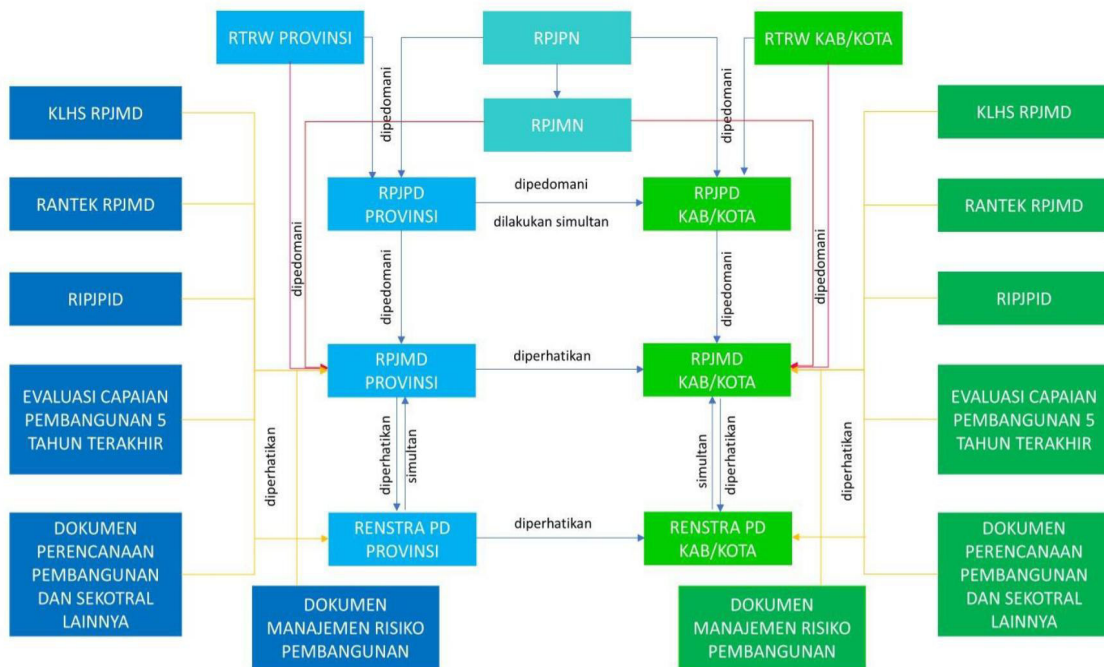 RTRW PROVINSI
RPJPN
RTRW KAB/KOTA
KLHS RPJMD
dipedomani
RPJMN
dipedomani
KLHS RPJMD
RANTEK RPJMD
RPJPD
PROVINSI
dipedomani
dilakukan simultan
RPJPD
KAB/KOTA
RANTEK RPJMD
dipedomani
dipedomani
dipedomani
dipedomani
RIPJPID
RIPJPID
RPJMD
PROVINSI
diperhatikan
RPJMD
KAB/KOTA
EVALUASI CAPAIAN
PEMBANGUNAN 5
TAHUN TERAKHIR
diperhatikan
diperhatikan
simultan
simultan
diperhatikan
diperhatikan
EVALUASI CAPAIAN
PEMBANGUNAN 5
TAHUN TERAKHIR
DOKUMEN
PERENCANAAN
PEMBANGUNAN
DAN SEKOTRAL
LAINNYA
RENSTRA PD
PROVINSI
diperhatikan
RENSTRA PD
KAB/KOTA
DOKUMEN
PERENCANAAN
PEMBANGUNAN
DAN SEKOTRAL
LAINNYA
DOKUMEN
MANAJEMEN RISIKO
PEMBANGUNAN
DOKUMEN
MANAJEMEN RISIKO
PEMBANGUNAN